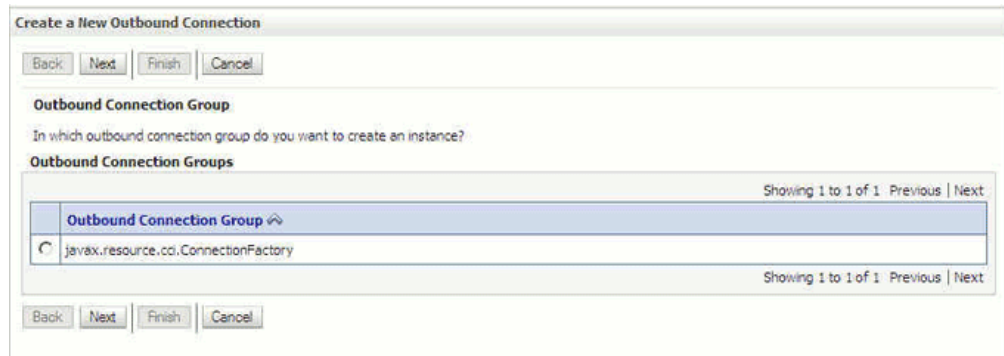 Create a New Outbound Connection
Back Next Finish Cancel
Outbound Connection Group
In which outbound connection group do you want to create an instance?
Outbound Connection Groups
Showing 1 to 1 of 1 Previous | Next
Outbound Connection Group
javax.resource.cci.ConnectionFactory
Showing 1 to 1 of 1 Previous | Next
Back Next Finish Cancel